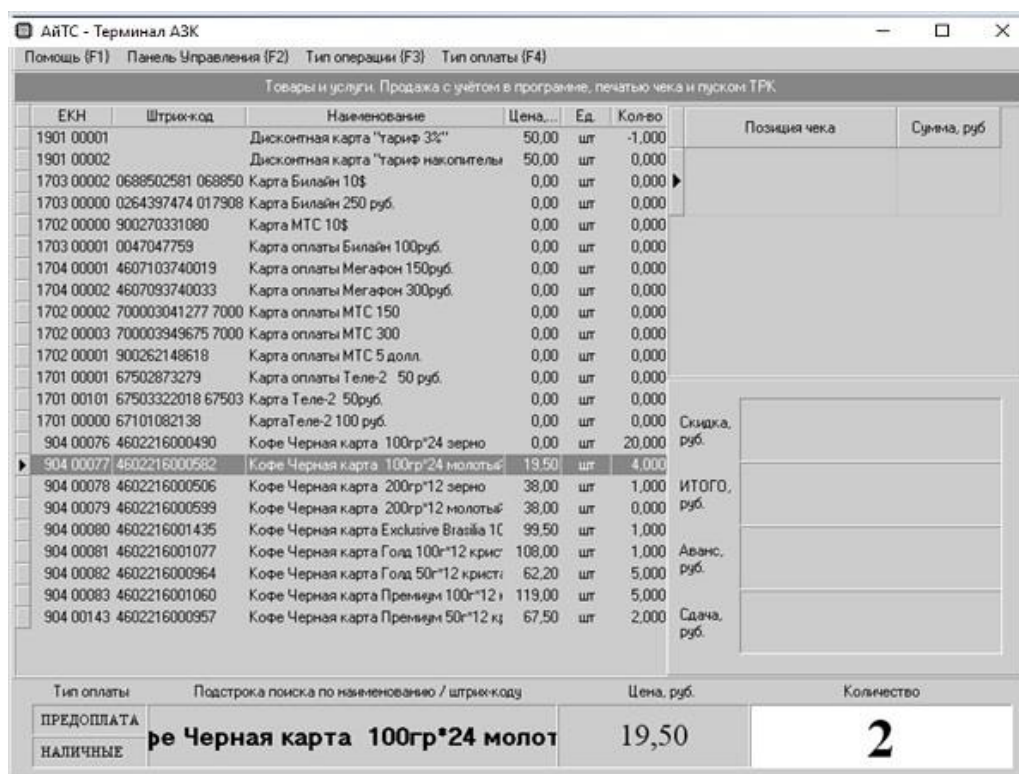 АйТС - Терминал АЗК
Помощь {F1} Панель Управления {F2} Тип операции {F3} Тип оплаты {F4}
Товары и услуги. Продажа с учётом в программе, печатью чека и пуском ТРК
ЕКН Штрих-код Наименование Цена,... Ед. Кол-во
1901 00001 Дисконтная карта "тариф 3%" 50,00 шт -1,000
1901 00002 Дисконтная карта "тариф накопителы 50,00 шт 0,000
1703 00002 0688502581 068850 Карта Билайн 10$ 0,00 шт 0,000
1703 00000 0264397474 017908 Карта Билайн 250 руб. 0,00 шт 0,000
1702 00000 900270331080 Карта МТС 10$ 0,00 шт 0,000
1703 00001 0047047759 Карта оплаты Билайн 100руб. 0,00 шт 0,000
1704 00001 4607103740019 Карта оплаты Мегафон 150руб. 0,00 шт 0,000
1704 00002 4607093740033 Карта оплаты Мегафон 300руб. 0,00 шт 0,000
1702 00002 700003041277 7000 Карта оплаты МТС 150 0,00 шт 0,000
1702 00003 700003949675 7000 Карта оплаты МТС 300 0,00 шт 0,000
1702 00001 900262148618 Карта оплаты МТС 5 долл. 0,00 шт 0,000
1701 00001 67502873279 Карта оплаты Теле-2 50 руб. 0,00 шт 0,000
1701 00101 67503322018 67503 Карта Теле-2 50руб. 0,00 шт 0,000
1701 00000 67101082138 КартаТеле-2 100 руб. 0,00 шт 0,000
904 00076 4602216000490 Кофе Черная карта 100гр*24 зерно 0,00 шт 20,000
904 00077 4602216000582 Кофе Черная карта 100гр*24 молотый 19,50 шт 4,000
904 00078 4602216000506 Кофе Черная карта 200гр*12 зерно 38,00 шт 1,000
904 00079 4602216000599 Кофе Черная карта 200гр*12 молотый 38,00 шт 0,000
904 00080 4602216001435 Кофе Черная карта Exclusive Brasilia 10 99,50 шт 1,000
904 00081 4602216001077 Кофе Черная карта Голд 100г*12 крис 108,00 шт 1,000
904 00082 4602216000964 Кофе Черная карта Голд 50г*12 криста 62,20 шт 5,000
904 00083 4602216001060 Кофе Черная карта Премиум 100г*12 119,00 шт 5,000
904 00143 4602216000957 Кофе Черная карта Премиум 50г*12 кр 67,50 шт 2,000
Позиция чека Сумма, руб
Скидка, руб.
ИТОГО, руб.
Аванс, руб.
Сдача, руб.
Тип оплаты Подстрока поиска по наименованию / штрих-коду Цена, руб. Количество
ПРЕДОПЛАТА
НАЛИЧНЫЕ
фе Черная карта 100гр*24 молот 19,50 2